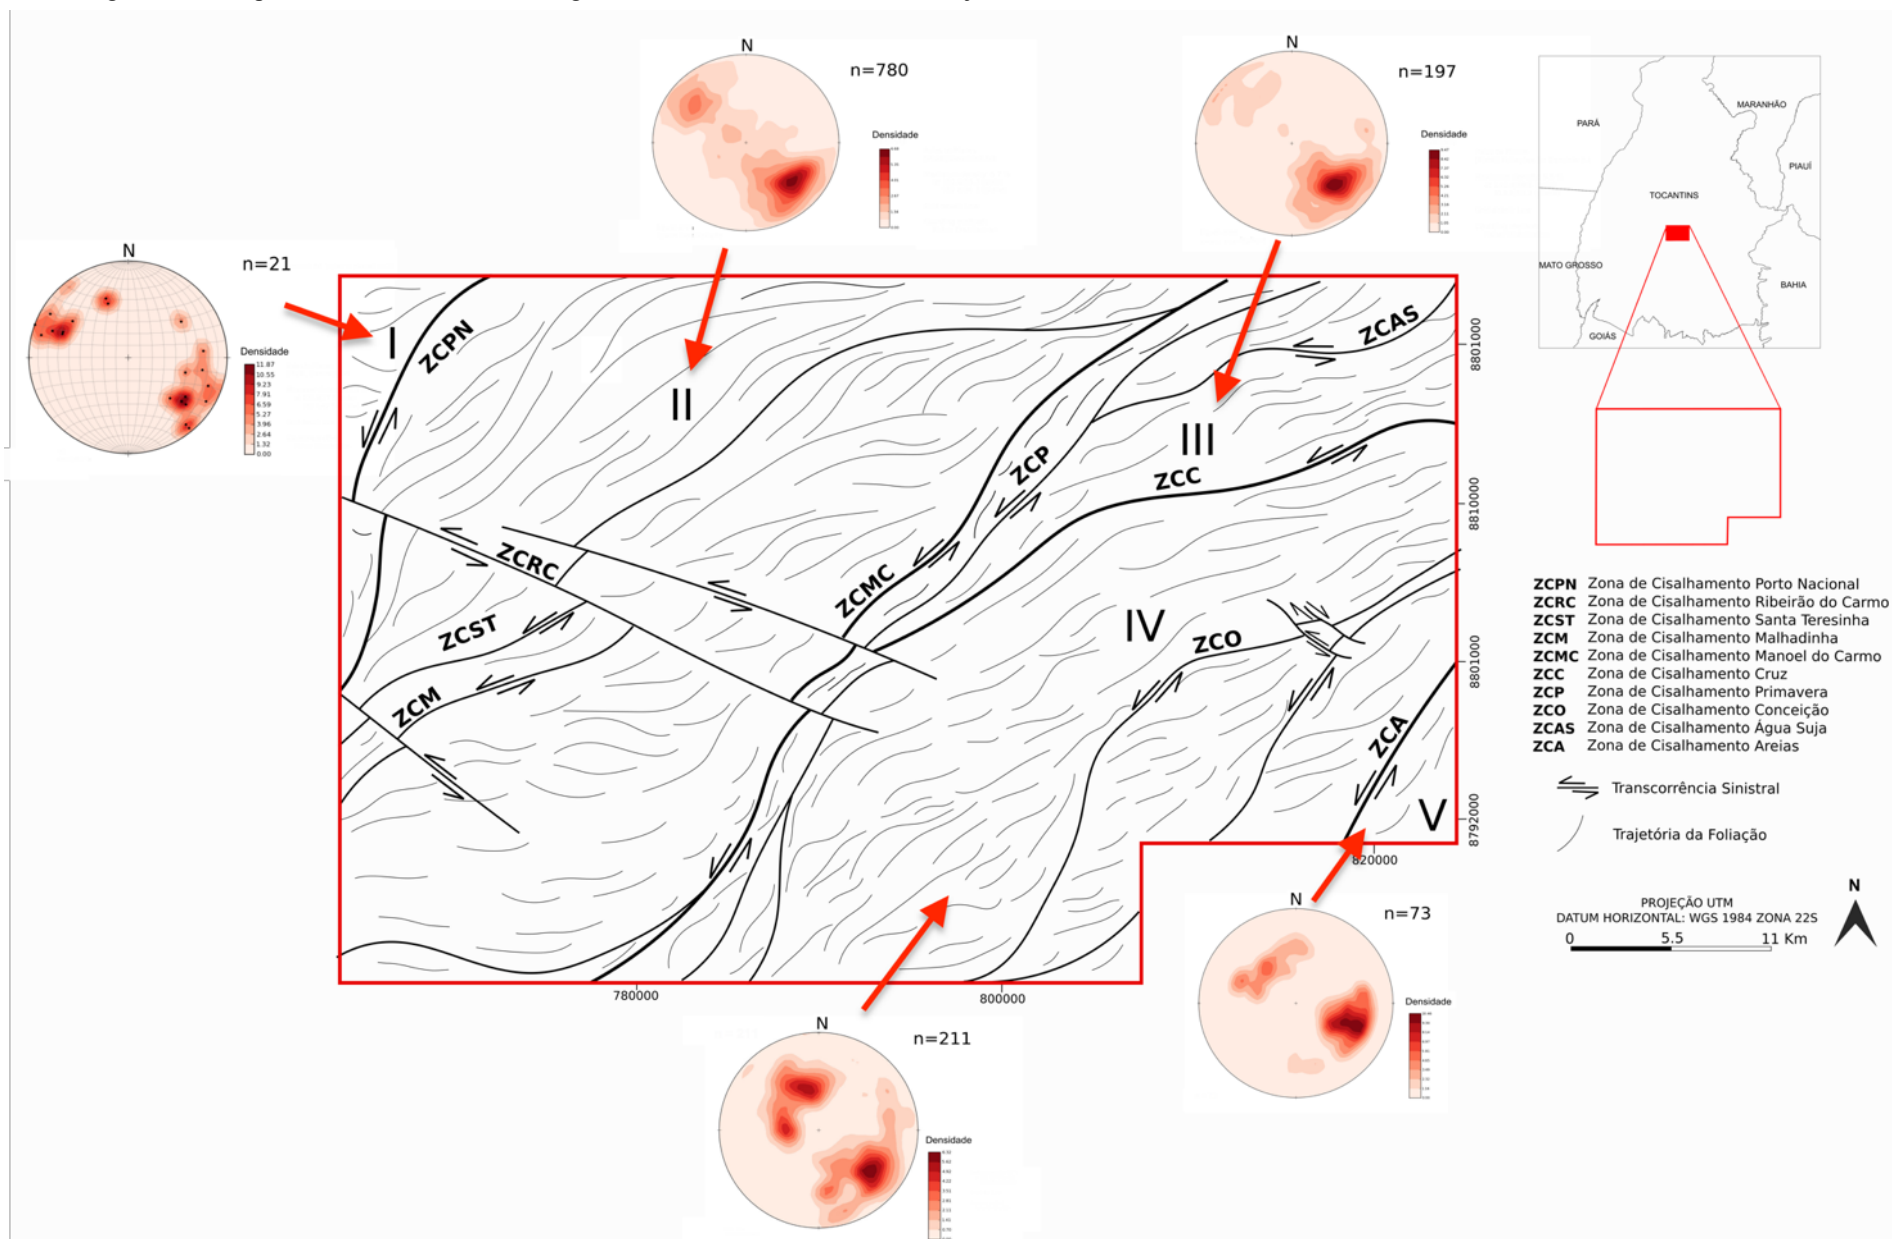 N
n=780
Densidade
N
n=197
Densidade
PARÁ
MARANHÃO
PIAUÍ
TOCANTINS
MATO GROSSO
BAHIA
GOIÁS
N
n=21
Densidade
11.87
10.55
9.23
7.91
6.59
5.27
3.96
2.64
1.32
0.00
I
ZCPN
II
ZCAS
III
ZCP
ZCC
ZCRC
ZCMC
ZCST
ZCM
IV
ZCO
ZCA
V
8801000
8810000
8801000
8792000
820000
780000
800000
ZCPN Zona de Cisalhamento Porto Nacional
ZCRC Zona de Cisalhamento Ribeirão do Carmo
ZCST Zona de Cisalhamento Santa Teresinha
ZCM Zona de Cisalhamento Malhadinha
ZCMC Zona de Cisalhamento Manoel do Carmo
ZCC Zona de Cisalhamento Cruz
ZCP Zona de Cisalhamento Primavera
ZCO Zona de Cisalhamento Conceição
ZCAS Zona de Cisalhamento Água Suja
ZCA Zona de Cisalhamento Areias
Transcorrência Sinistral
Trajetória da Foliação
PROJEÇÃO UTM
DATUM HORIZONTAL: WGS 1984 ZONA 22S
0 5.5 11 Km
N
N
n=73
Densidade
N
n=211
Densidade